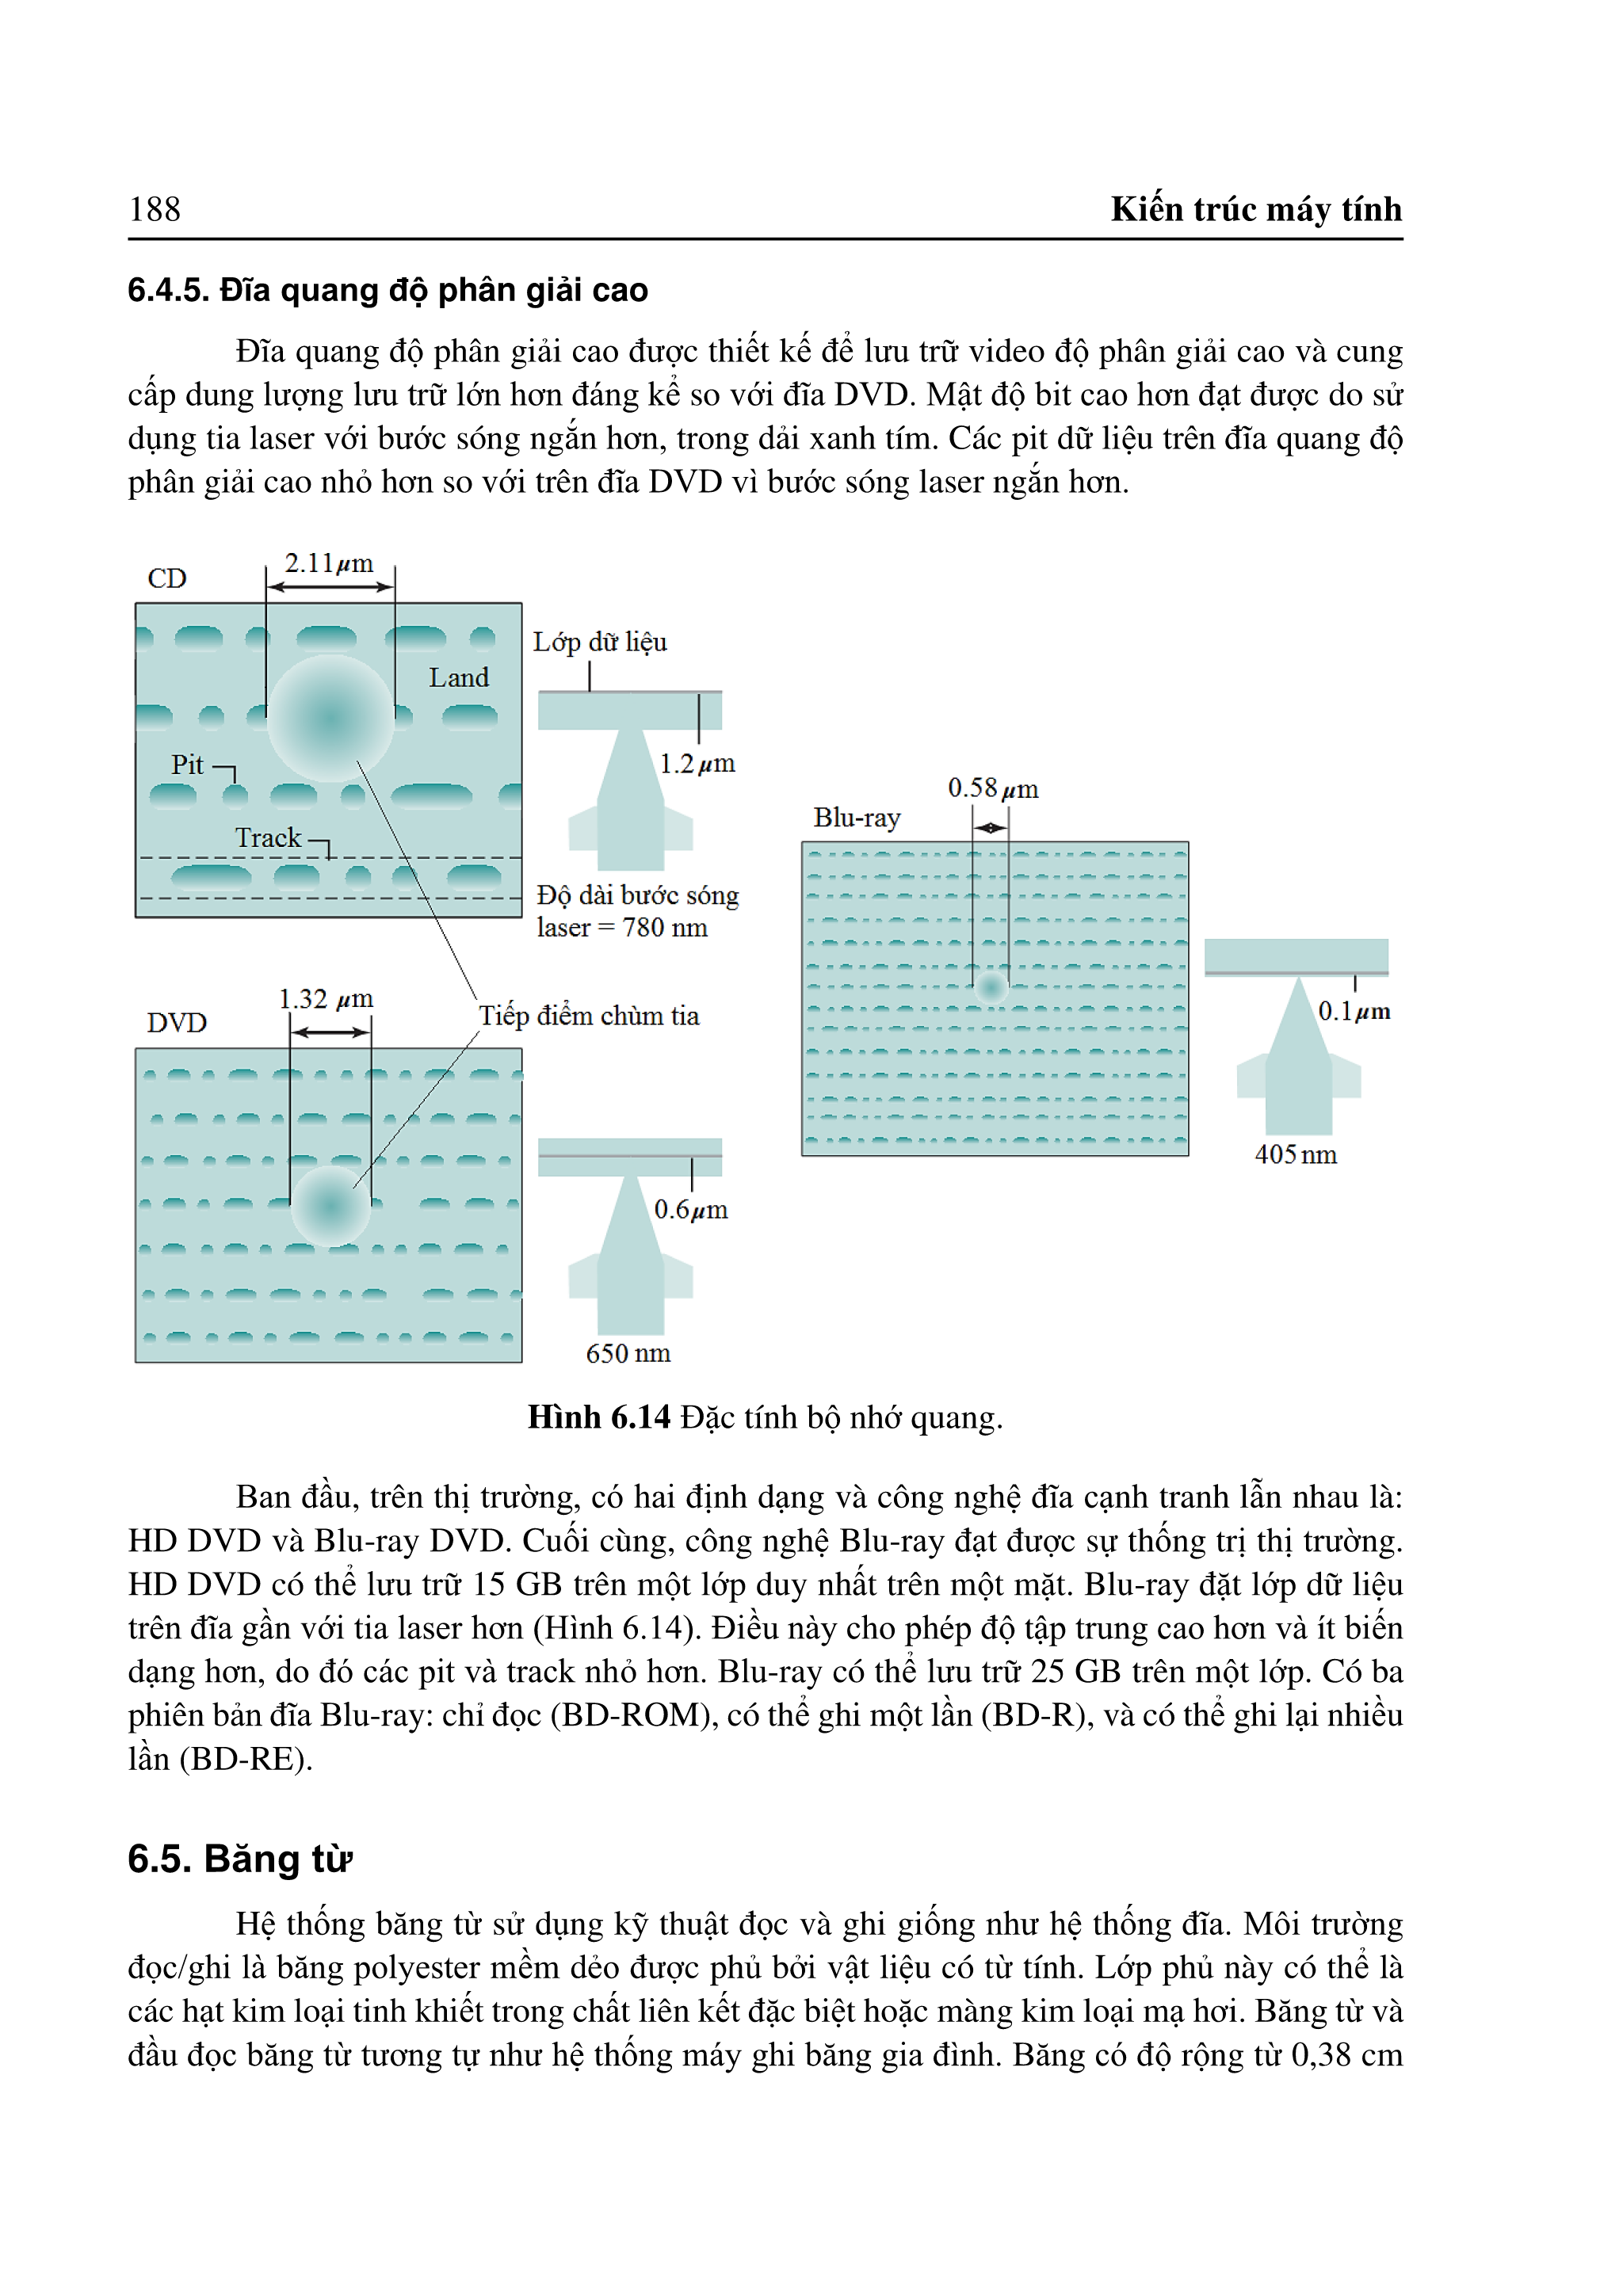 188 Kiến trúc máy tính
6.4.5. Đĩa quang độ phân giải cao
Đĩa quang độ phân giải cao được thiết kế để lưu trữ video độ phân giải cao và cung
cấp dung lượng lưu trữ lớn hơn đáng kể so với đĩa DVD. Mật độ bit cao hơn đạt được do sử
dụng tia laser với bước sóng ngắn hơn, trong dải xanh tím. Các pit dữ liệu trên đĩa quang độ
phân giải cao nhỏ hơn so với trên đĩa DVD vì bước sóng laser ngắn hơn.
CD
2.11 µm
Land
Pit
Track
Lớp dữ liệu
1.2 µm
Độ dài bước sóng
laser = 780 nm
Tiếp điểm chùm tia
DVD
1.32 µm
0.6 µm
650 nm
Blu-ray
0.58 µm
0.1 µm
405 nm
Hình 6.14 Đặc tính bộ nhớ quang.
Ban đầu, trên thị trường, có hai định dạng và công nghệ đĩa cạnh tranh lẫn nhau là:
HD DVD và Blu-ray DVD. Cuối cùng, công nghệ Blu-ray đạt được sự thống trị thị trường.
HD DVD có thể lưu trữ 15 GB trên một lớp duy nhất trên một mặt. Blu-ray đặt lớp dữ liệu
trên đĩa gần với tia laser hơn (Hình 6.14). Điều này cho phép độ tập trung cao hơn và ít biến
dạng hơn, do đó các pit và track nhỏ hơn. Blu-ray có thể lưu trữ 25 GB trên một lớp. Có ba
phiên bản đĩa Blu-ray: chỉ đọc (BD-ROM), có thể ghi một lần (BD-R), và có thể ghi lại nhiều
lần (BD-RE).
6.5. Băng từ
Hệ thống băng từ sử dụng kỹ thuật đọc và ghi giống như hệ thống đĩa. Môi trường
đọc/ghi là băng polyester mềm dẻo được phủ bởi vật liệu có từ tính. Lớp phủ này có thể là
các hạt kim loại tinh khiết trong chất liên kết đặc biệt hoặc màng kim loại mạ hơi. Băng từ và
đầu đọc băng từ tương tự như hệ thống máy ghi băng gia đình. Băng có độ rộng từ 0,38 cm